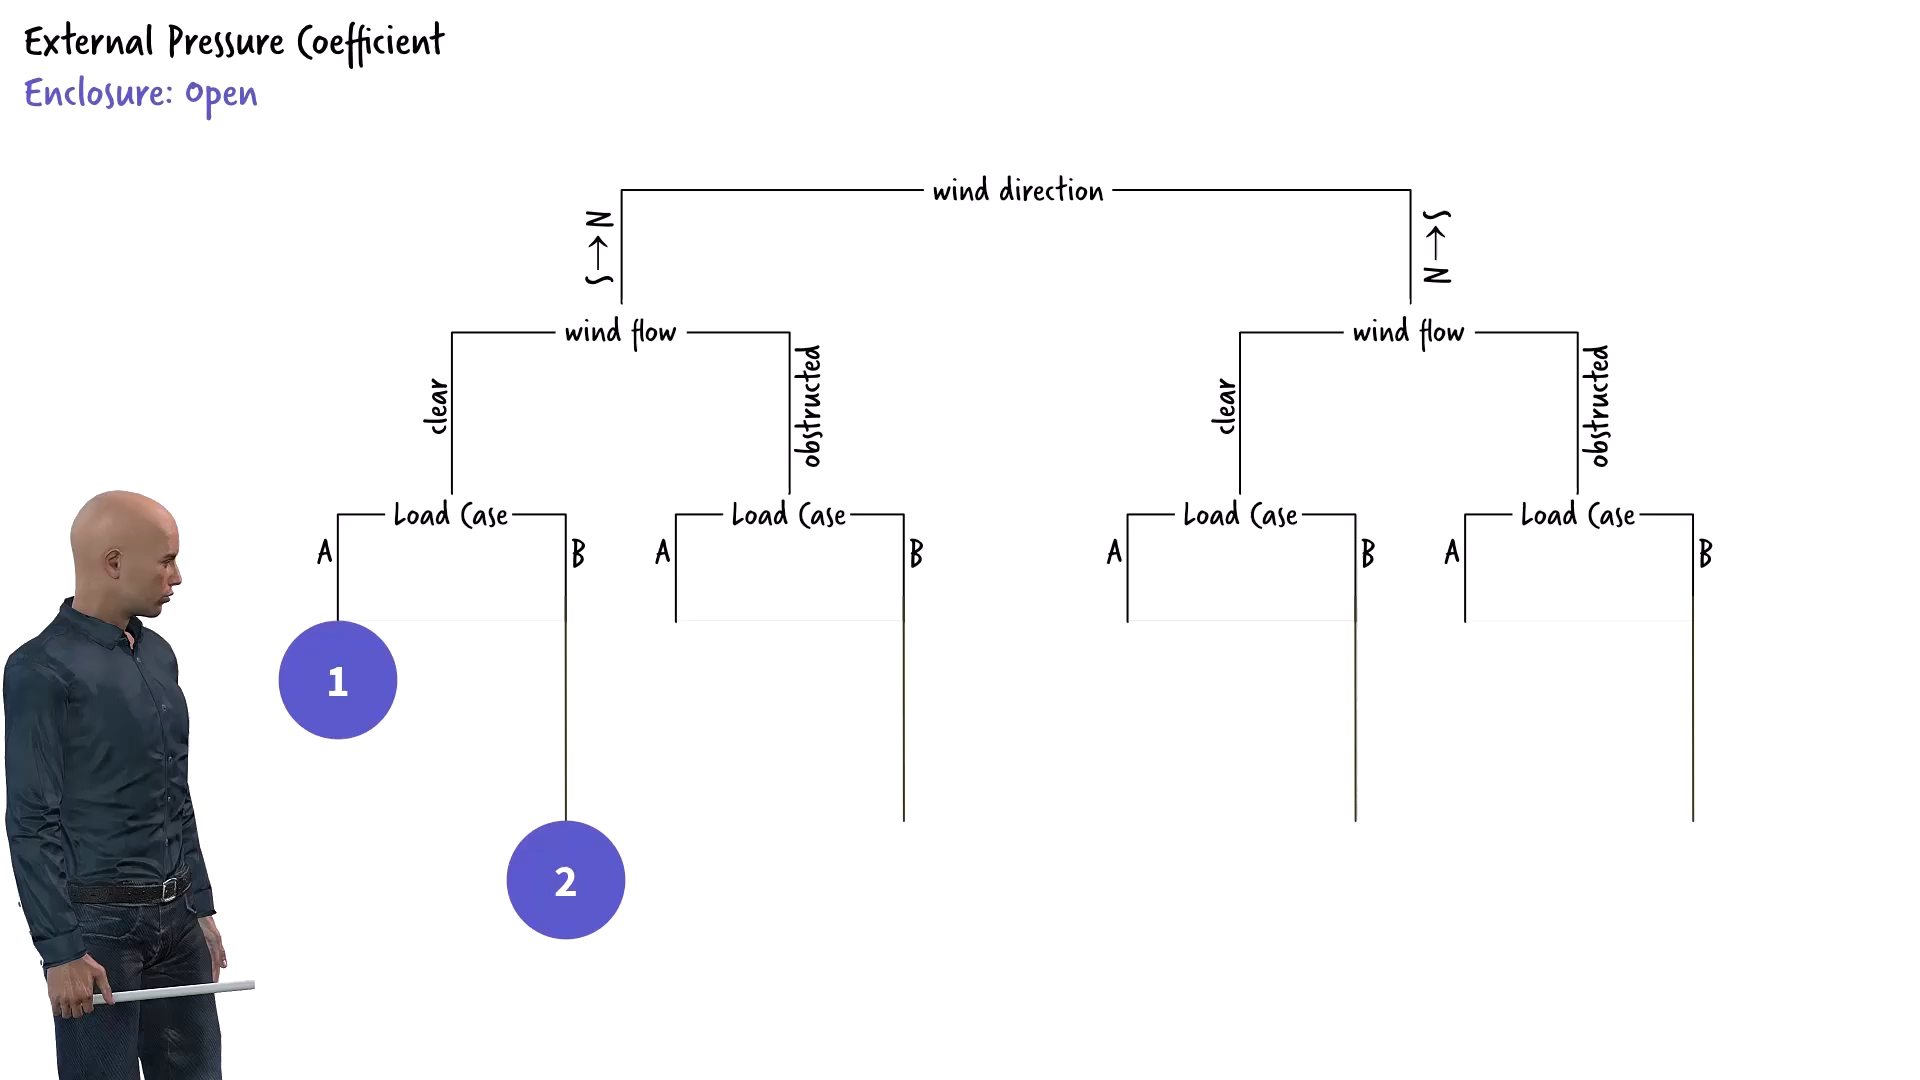 External Pressure Coefficient
Enclosure: Open
wind direction
S → N
N → S
wind flow
wind flow
clear
obstructed
clear
obstructed
Load Case
Load Case
Load Case
Load Case
A
B
A
B
A
B
A
B
1
2